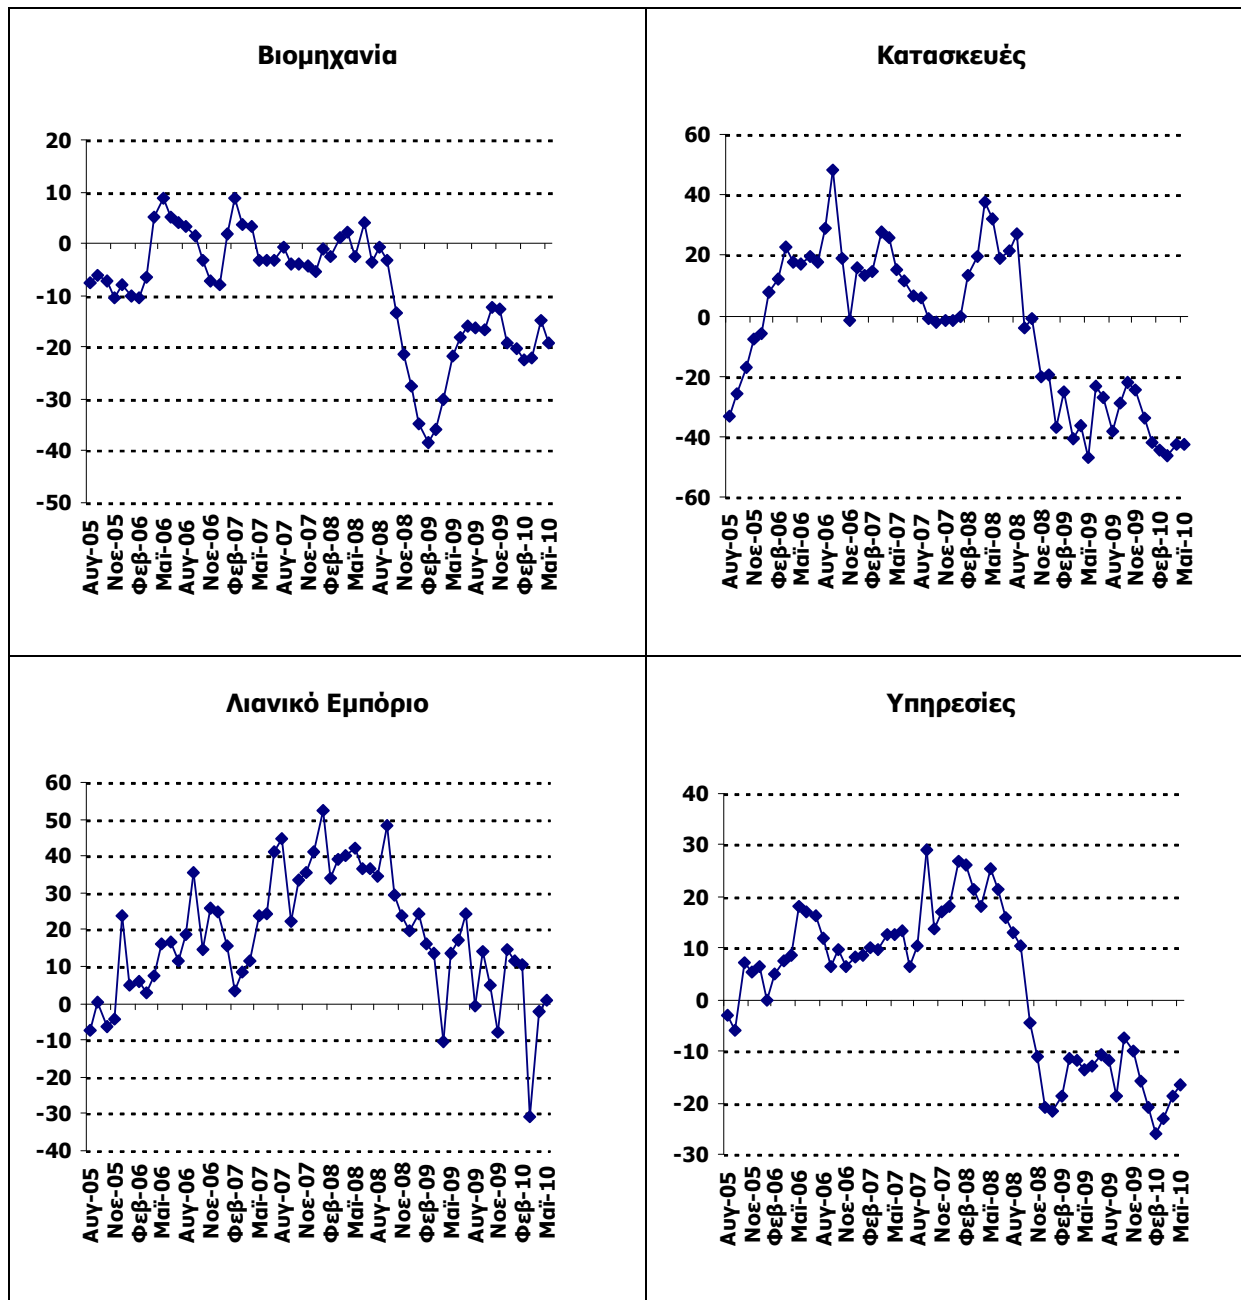 Βιομηχανία
20
10
0
-10
-20
-30
-40
-50
Αυγ-05
Νοε-05
Φεβ-06
Μαϊ-06
Αυγ-06
Νοε-06
Φεβ-07
Μαϊ-07
Αυγ-07
Νοε-07
Φεβ-08
Μαϊ-08
Αυγ-08
Νοε-08
Φεβ-09
Μαϊ-09
Αυγ-09
Νοε-09
Φεβ-10
Μαϊ-10
Κατασκευές
60
40
20
0
-20
-40
-60
Αυγ-05
Νοε-05
Φεβ-06
Μαϊ-06
Αυγ-06
Νοε-06
Φεβ-07
Μαϊ-07
Αυγ-07
Νοε-07
Φεβ-08
Μαϊ-08
Αυγ-08
Νοε-08
Φεβ-09
Μαϊ-09
Αυγ-09
Νοε-09
Φεβ-10
Μαϊ-10
Λιανικό Εμπόριο
60
50
40
30
20
10
0
-10
-20
-30
-40
Αυγ-05
Νοε-05
Φεβ-06
Μαϊ-06
Αυγ-06
Νοε-06
Φεβ-07
Μαϊ-07
Αυγ-07
Νοε-07
Φεβ-08
Μαϊ-08
Αυγ-08
Νοε-08
Φεβ-09
Μαϊ-09
Αυγ-09
Νοε-09
Φεβ-10
Μαϊ-10
Υπηρεσίες
40
30
20
10
0
-10
-20
-30
Αυγ-05
Νοε-05
Φεβ-06
Μαϊ-06
Αυγ-06
Νοε-06
Φεβ-07
Μαϊ-07
Αυγ-07
Νοε-07
Φεβ-08
Μαϊ-08
Αυγ-08
Νοε-08
Φεβ-09
Μαϊ-09
Αυγ-09
Νοε-09
Φεβ-10
Μαϊ-10